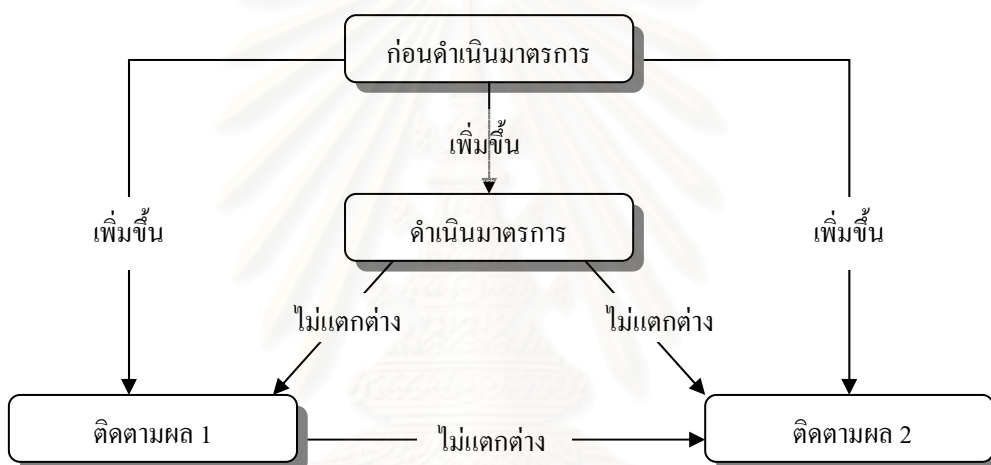 ก่อนดำเนินมาตรการ
เพิ่มขึ้น
ดำเนินมาตรการ
เพิ่มขึ้น
เพิ่มขึ้น
ไม่แตกต่าง
ไม่แตกต่าง
ติดตามผล 1
ไม่แตกต่าง
ติดตามผล 2